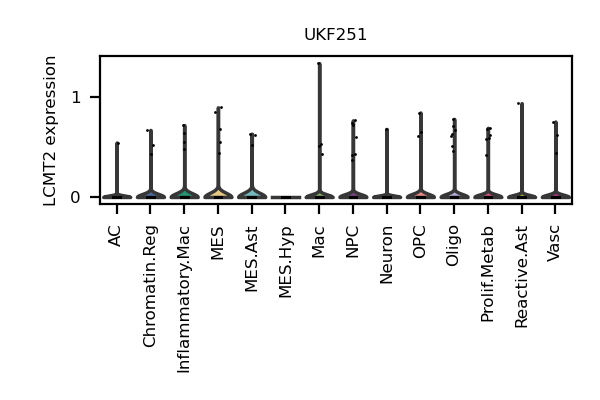 UKF251
LCMT2 expression
1
0
AC
Chromatin.Reg
Inflammatory.Mac
MES
MES.Ast
MES.Hyp
Mac
NPC
Neuron
OPC
Oligo
Prolif.Metab
Reactive.Ast
Vasc